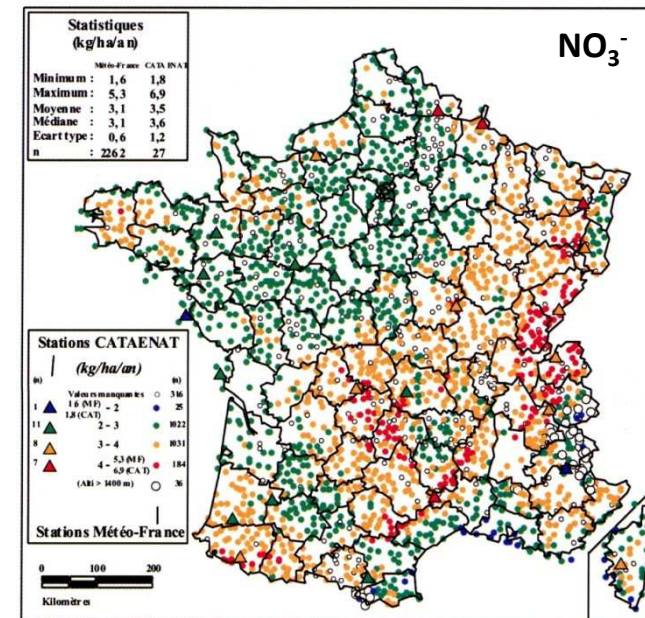 Statistiques
(kg/ha/an)
Météo-France CATAENAT
Minimum : 1,6 1,8
Maximum : 5,3 6,9
Moyenne : 3,1 3,5
Médiane : 3,1 3,6
Ecart type : 0,6 1,2
n : 2262 27
NO₃⁻
Stations CATAENAT
(kg/ha/an)
(n) (n)
Valeurs manquantes 316
1 1,6 (MF) 1,8 (CAT) - 2 25
11 2 - 3 1022
8 3 - 4 1031
7 4 - 5,3 (MF) 6,9 (CAT) 184
(Alti > 1400 m) 36
Stations Météo-France
0 100 200
Kilomètres